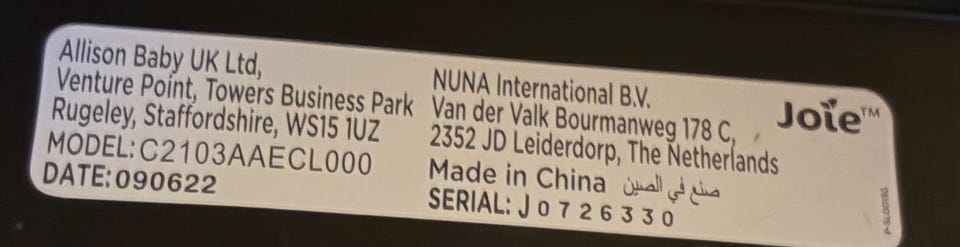 Allison Baby UK Ltd,
Venture Point, Towers Business Park
Rugeley, Staffordshire, WS15 1UZ
MODEL: C2103AAECL000
DATE: 090622
NUNA International B.V.
Van der Valk Bourmanweg 178 C,
2352 JD Leiderdorp, The Netherlands
Made in China صنع في الصين
SERIAL: J0726330
Joie™